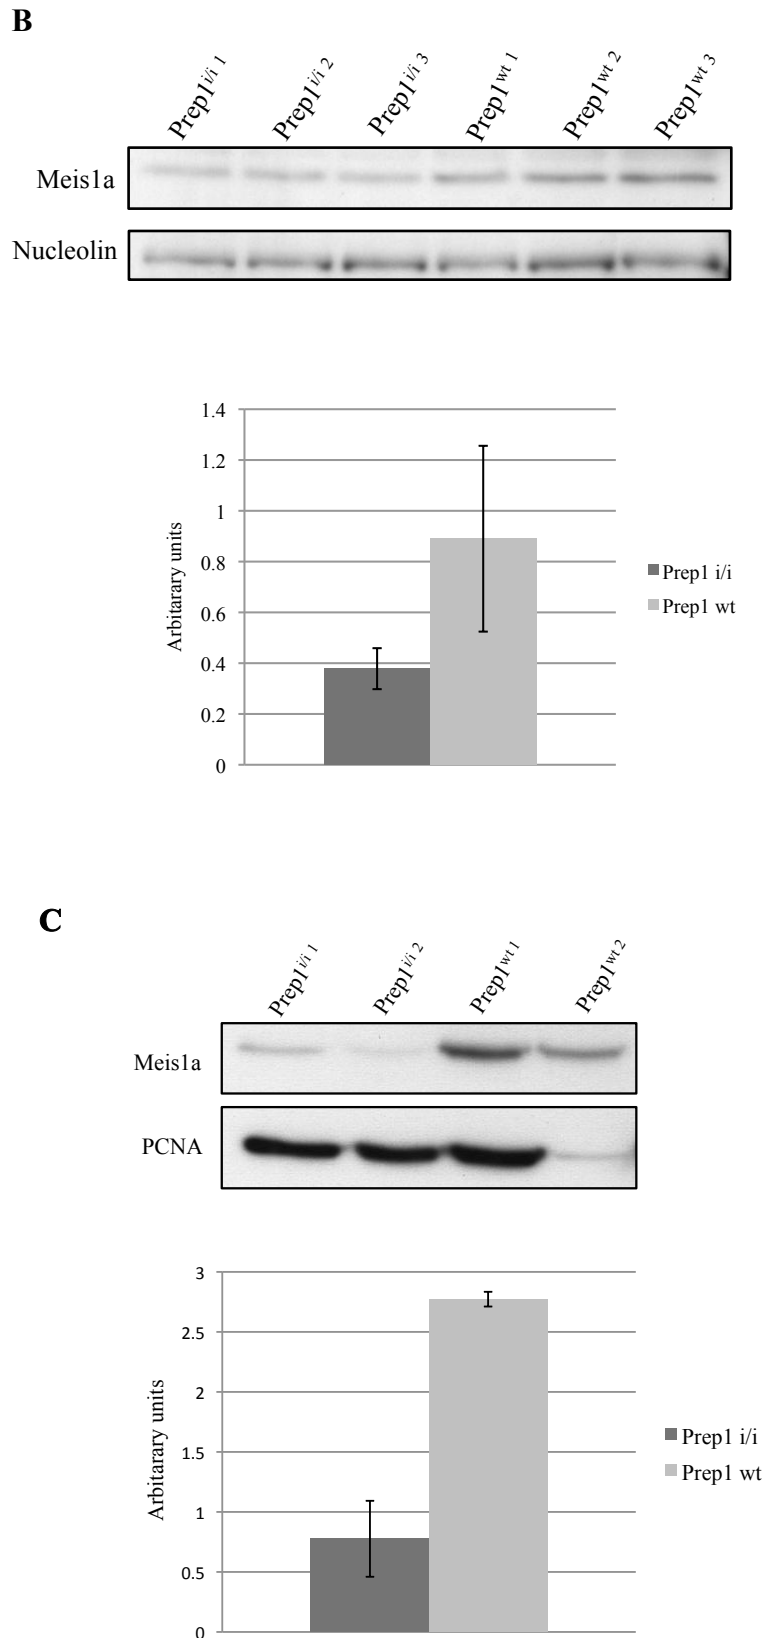 B
Prep1i/i 1 Prep1i/i 2 Prep1i/i 3 Prep1wt 1 Prep1wt 2 Prep1wt 3
Meis1a
Nucleolin
1.4
1.2
1
0.8
0.6
0.4
0.2
0
Arbitarary units
Prep1 i/i
Prep1 wt
C
Prep1i/i 1 Prep1i/i 2 Prep1wt 1 Prep1wt 2
Meis1a
PCNA
3
2.5
2
1.5
1
0.5
0
Arbitarary units
Prep1 i/i
Prep1 wt